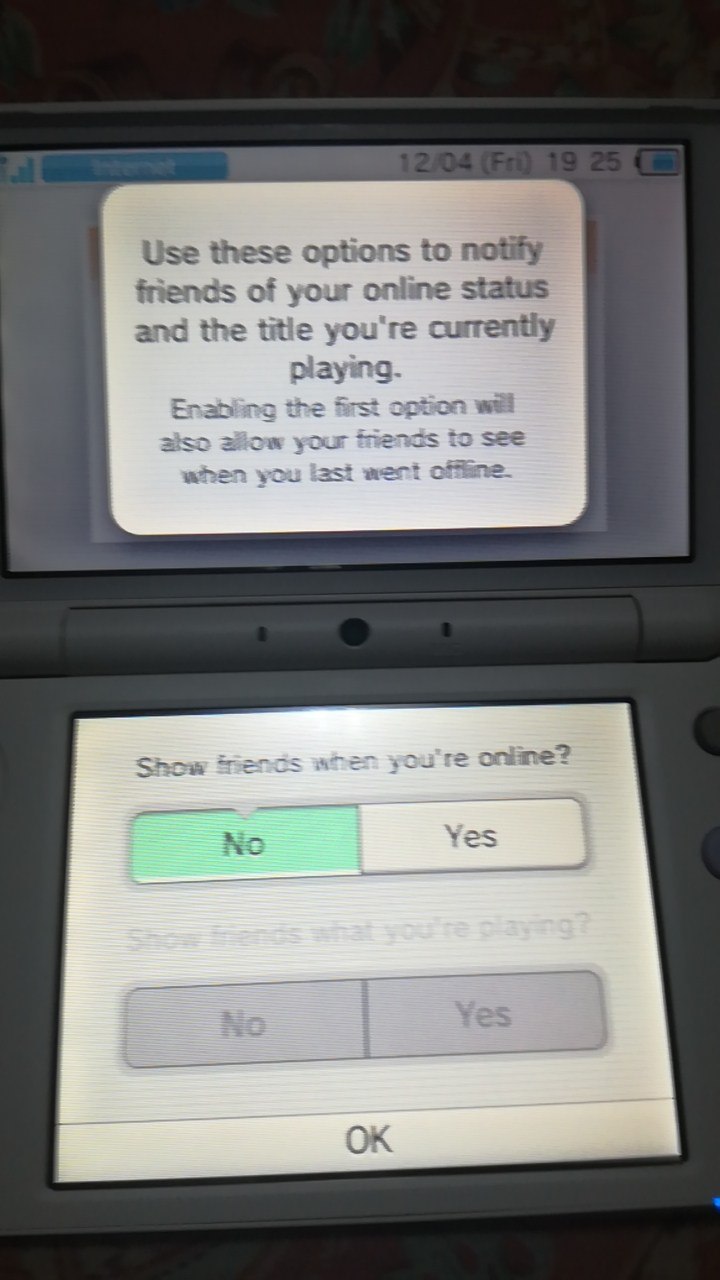 Internet 12/04 (Fri) 19 25
Use these options to notify
friends of your online status
and the title you're currently
playing.
Enabling the first option will
also allow your friends to see
when you last went offline.
Show friends when you're online?
No Yes
Show friends what you're playing?
No Yes
OK